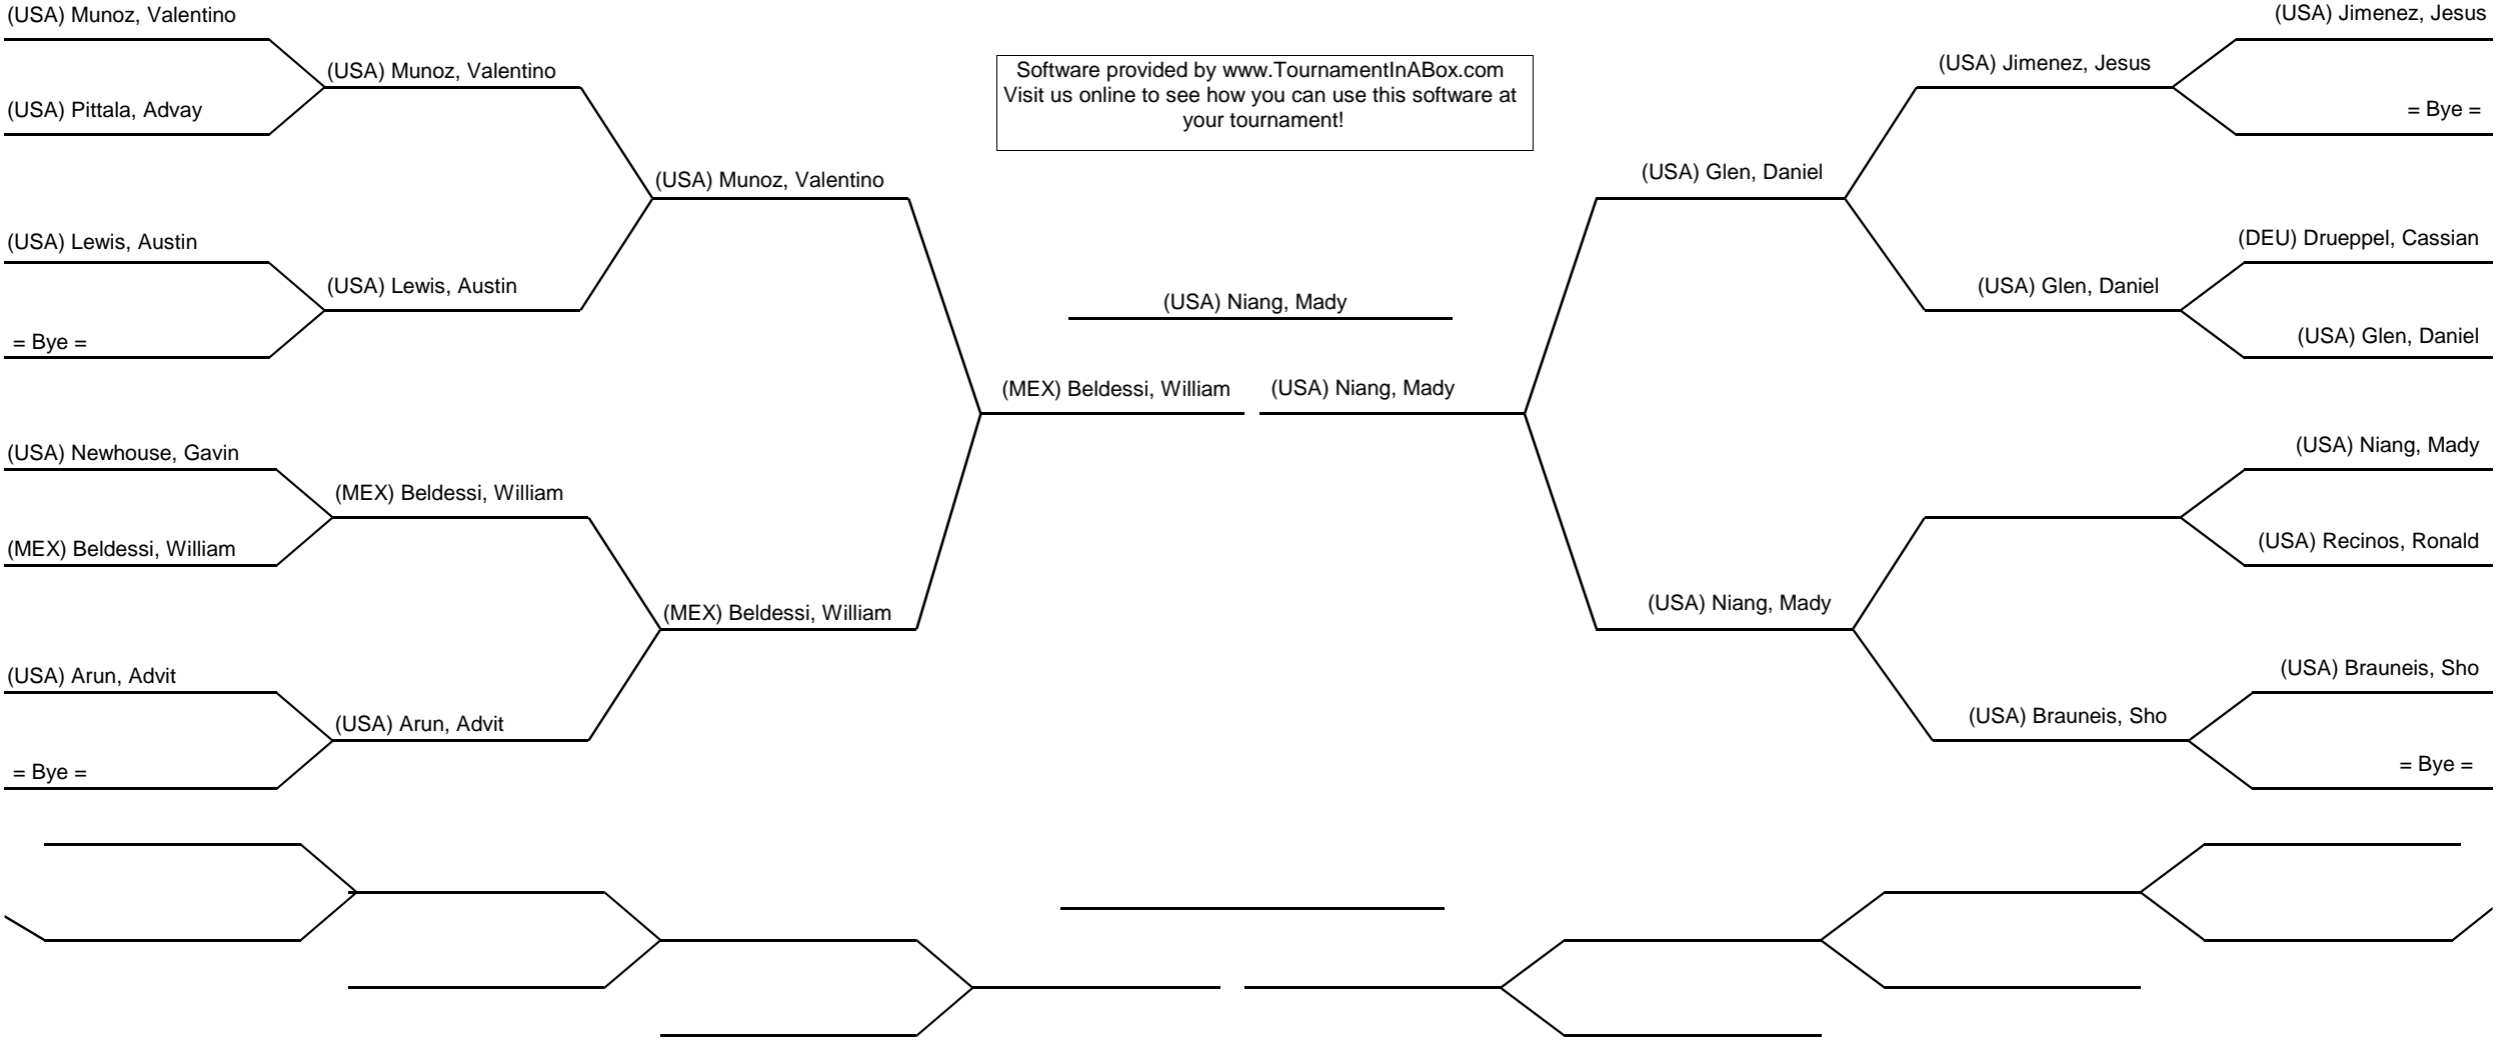 (USA) Munoz, Valentino
(USA) Pittala, Advay
(USA) Lewis, Austin
= Bye =
(USA) Newhouse, Gavin
(MEX) Beldessi, William
(USA) Arun, Advit
= Bye =
(USA) Munoz, Valentino
(USA) Lewis, Austin
(MEX) Beldessi, William
(USA) Arun, Advit
(USA) Munoz, Valentino
(MEX) Beldessi, William
Software provided by www.TournamentInABox.com
Visit us online to see how you can use this software at
your tournament!
(USA) Niang, Mady
(MEX) Beldessi, William
(USA) Niang, Mady
(USA) Glen, Daniel
(USA) Niang, Mady
(USA) Jimenez, Jesus
(USA) Glen, Daniel
(USA) Brauneis, Sho
(USA) Jimenez, Jesus
= Bye =
(DEU) Drueppel, Cassian
(USA) Glen, Daniel
(USA) Niang, Mady
(USA) Recinos, Ronald
(USA) Brauneis, Sho
= Bye =